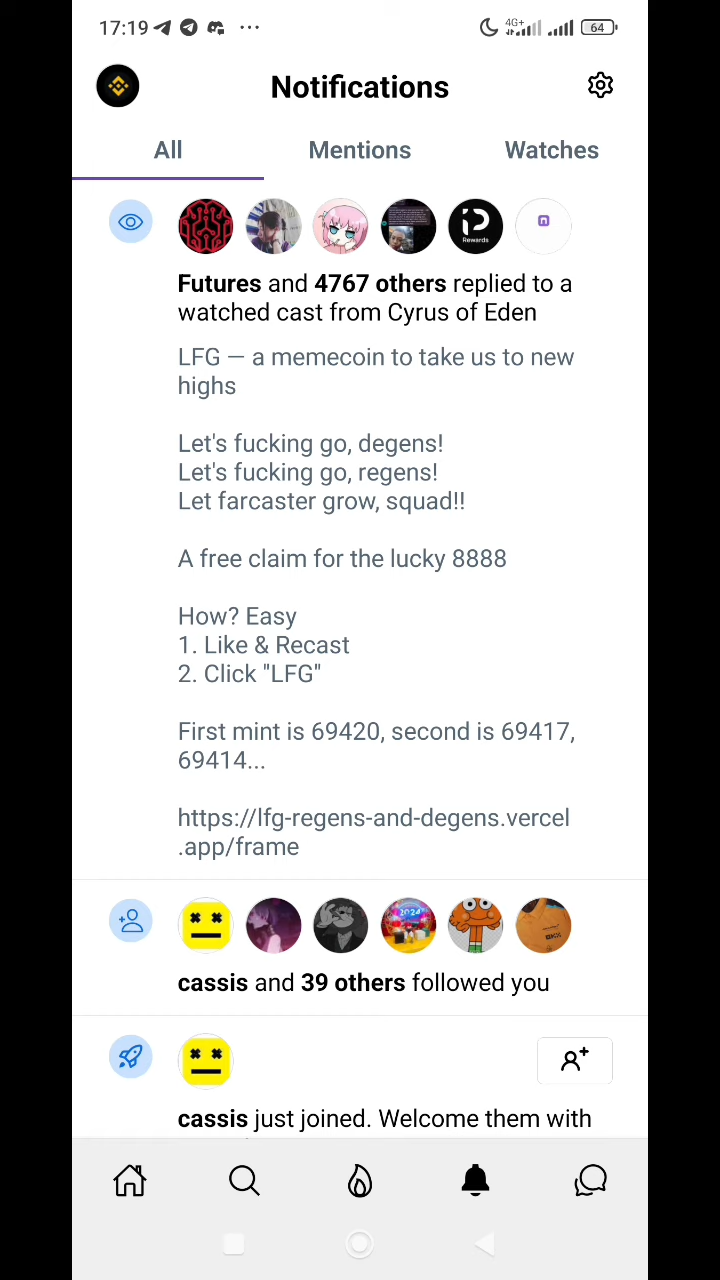 17:19 ... 4G+ 64
Notifications
All Mentions Watches
Rewards
Futures and 4767 others replied to a
watched cast from Cyrus of Eden
LFG — a memecoin to take us to new
highs
Let's fucking go, degens!
Let's fucking go, regens!
Let farcaster grow, squad!!
A free claim for the lucky 8888
How? Easy
1. Like & Recast
2. Click "LFG"
First mint is 69420, second is 69417,
69414...
https://lfg-regens-and-degens.vercel
.app/frame
2024
cassis and 39 others followed you
cassis just joined. Welcome them with